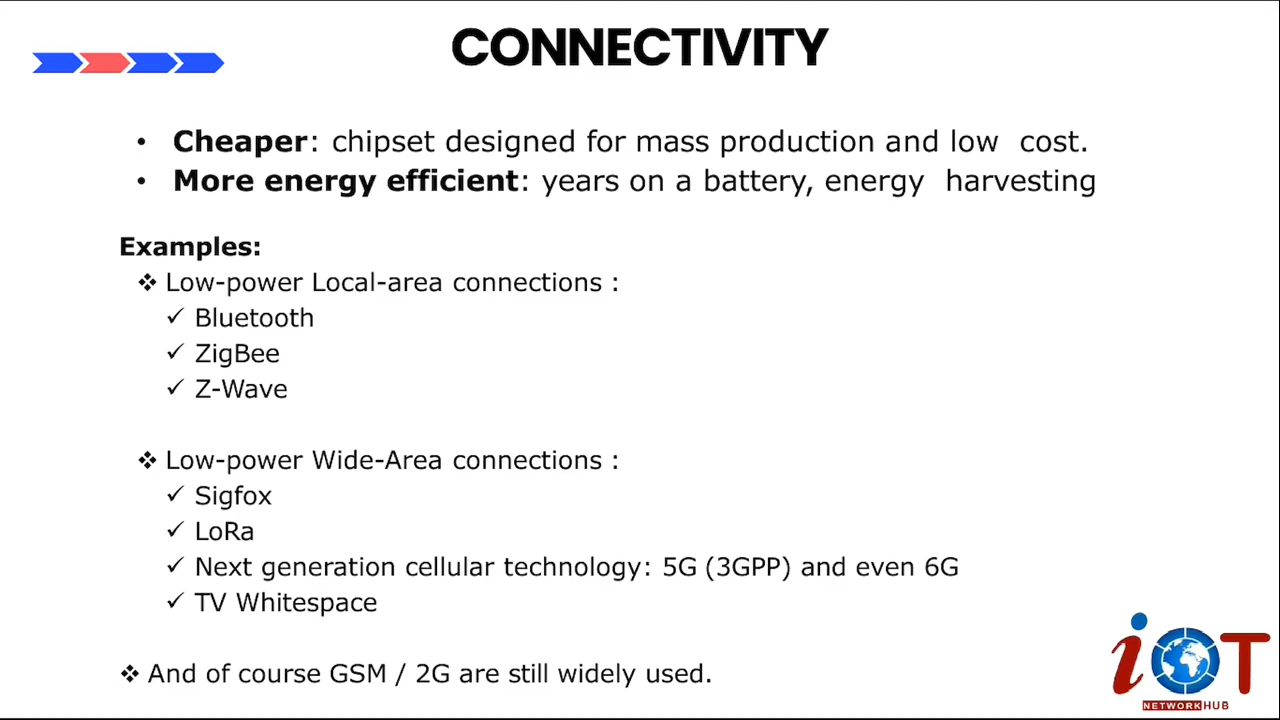 CONNECTIVITY
• Cheaper: chipset designed for mass production and low cost.
• More energy efficient: years on a battery, energy harvesting
Examples:
❖ Low-power Local-area connections :
✓ Bluetooth
✓ ZigBee
✓ Z-Wave
❖ Low-power Wide-Area connections :
✓ Sigfox
✓ LoRa
✓ Next generation cellular technology: 5G (3GPP) and even 6G
✓ TV Whitespace
❖ And of course GSM / 2G are still widely used.
iOT
NETWORKHUB